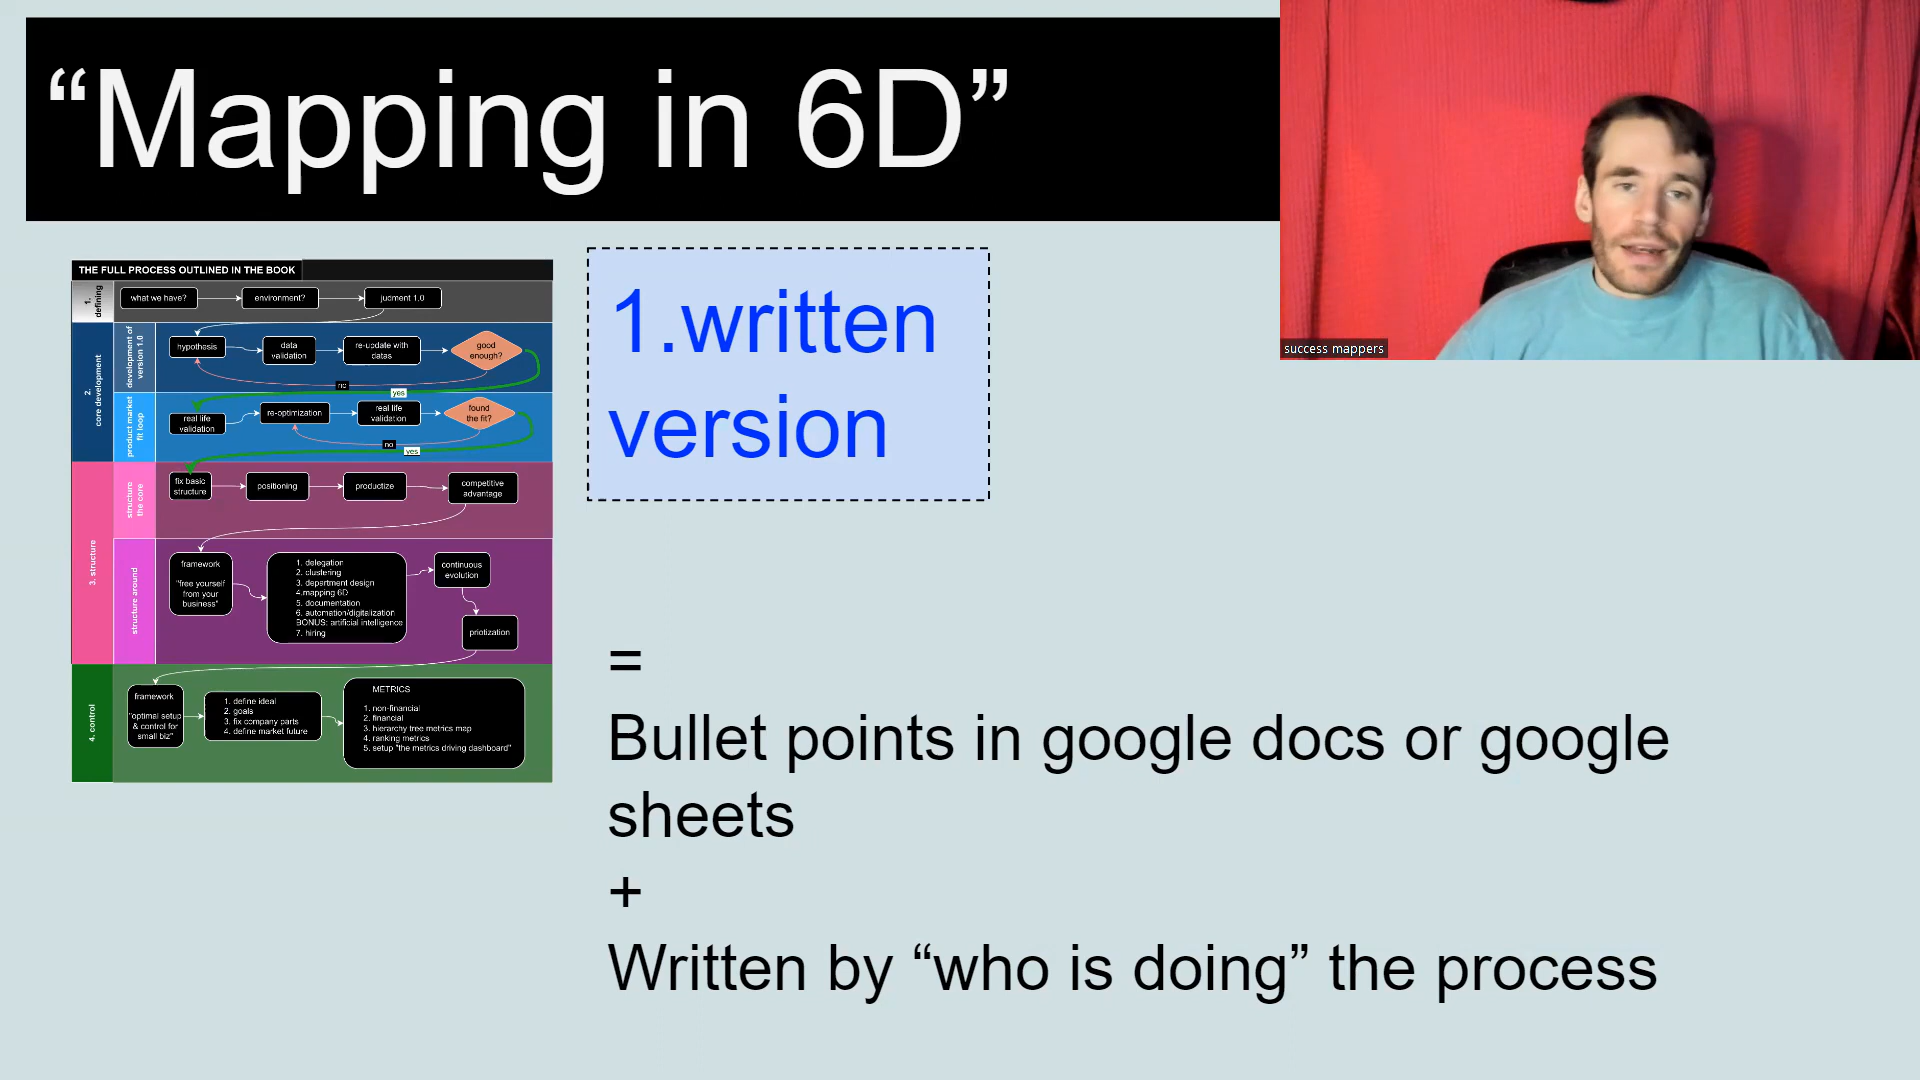 “Mapping in 6D”
success mappers
THE FULL PROCESS OUTLINED IN THE BOOK
1.
defining
what we have?
environment?
judment 1,0
2.
core development
development of
version 1.0
hypothesis
data
validation
re-update with
datas
good
enough?
no
yes
product market
fit loop
real life
validation
re-optimization
real life
validation
found
the fit?
no
yes
3. structure
structure
the core
fix basic
structure
positioning
productize
competitive
advantage
structure around
framework
"free yourself
from your
business"
1. delegation
2. clustering
3. department design
4.mapping 6D
5. documentation
6. automation/digitalization
BONUS: artificial intelligence
7. hiring
continuous
evolution
priotization
4. control
framework
"optimal setup
& control for
small biz"
1. define ideal
2. goals
3. fix company parts
4. define market future
METRICS
1. non-financial
2. financial
3. hierarchy tree metrics map
4. ranking metrics
5. setup "the metrics driving dashboard"
1.written
version
=
Bullet points in google docs or google
sheets
+
Written by “who is doing” the process